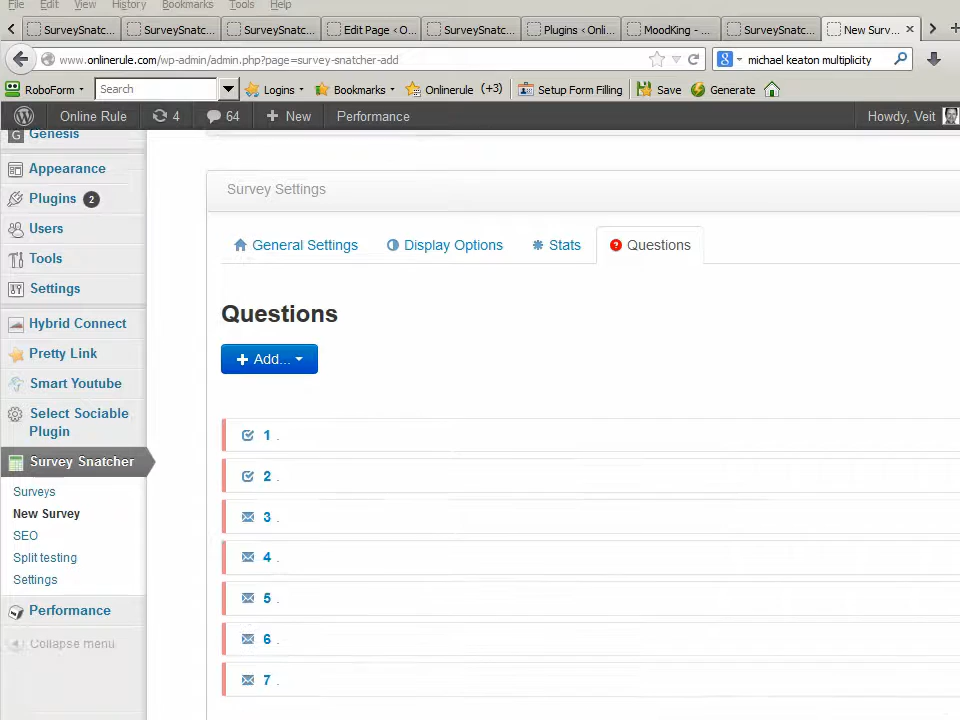 File Edit View History Bookmarks Tools Help
SurveySnatc... SurveySnatc... SurveySnatc... Edit Page ‹ O... SurveySnatc... Plugins ‹ Onli... MoodKing - ... SurveySnatc... New Surv... ×
www.onlinerule.com/wp-admin/admin.php?page=survey-snatcher-add 8 michael keaton multiplicity
RoboForm Search Logins Bookmarks Onlinerule (+3) Setup Form Filling Save Generate
Online Rule 4 64 + New Performance Howdy, Veit
Genesis
Appearance
Plugins 2
Users
Tools
Settings
Hybrid Connect
Pretty Link
Smart Youtube
Select Sociable
Plugin
Survey Snatcher
Surveys
New Survey
SEO
Split testing
Settings
Performance
Collapse menu
Survey Settings
General Settings Display Options Stats Questions
Questions
+ Add...
1 .
2 .
3 .
4 .
5 .
6 .
7 .